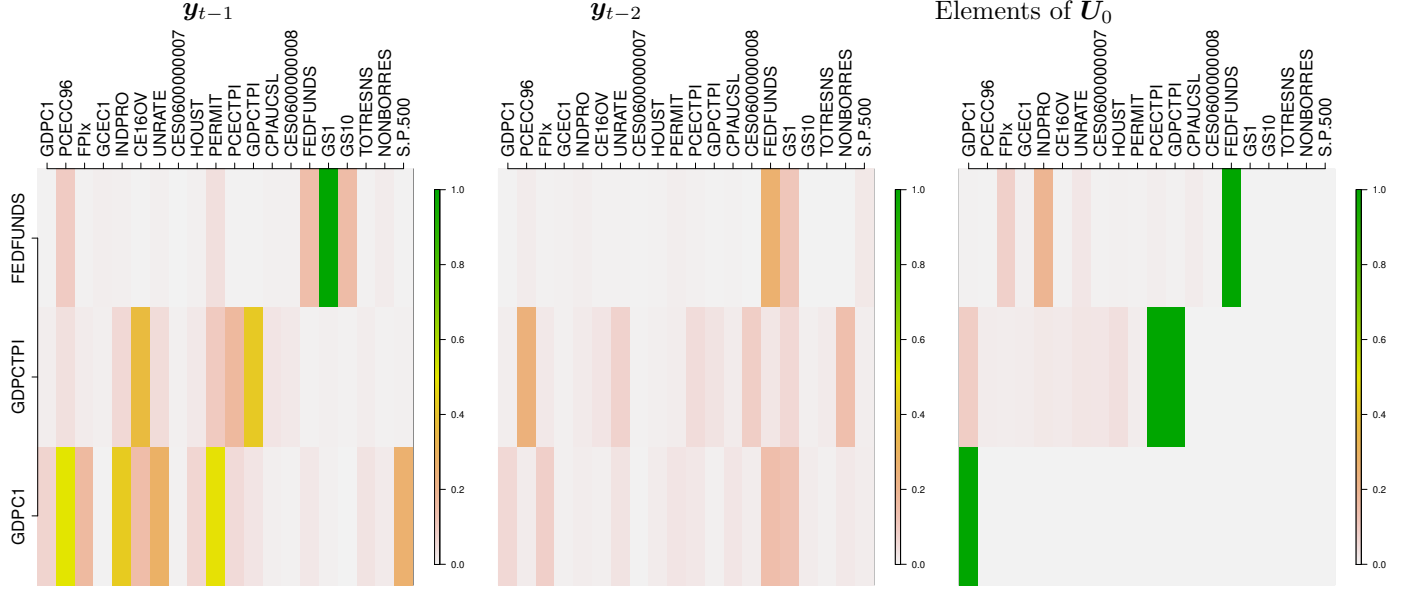 y_{t−1}
y_{t−2}
Elements of U_0
GDPC1
PCECC96
FPIx
GCEC1
INDPRO
CE16OV
UNRATE
CES0600000007
HOUST
PERMIT
PCECTPI
GDPCTPI
CPIAUCSL
CES0600000008
FEDFUNDS
GS1
GS10
TOTRESNS
NONBORRES
S.P.500
FEDFUNDS
GDPCTPI
GDPC1
1.0
0.8
0.6
0.4
0.2
0.0
GDPC1
PCECC96
FPIx
GCEC1
INDPRO
CE16OV
UNRATE
CES0600000007
HOUST
PERMIT
PCECTPI
GDPCTPI
CPIAUCSL
CES0600000008
FEDFUNDS
GS1
GS10
TOTRESNS
NONBORRES
S.P.500
1.0
0.8
0.6
0.4
0.2
0.0
GDPC1
PCECC96
FPIx
GCEC1
INDPRO
CE16OV
UNRATE
CES0600000007
HOUST
PERMIT
PCECTPI
GDPCTPI
CPIAUCSL
CES0600000008
FEDFUNDS
GS1
GS10
TOTRESNS
NONBORRES
S.P.500
1.0
0.8
0.6
0.4
0.2
0.0